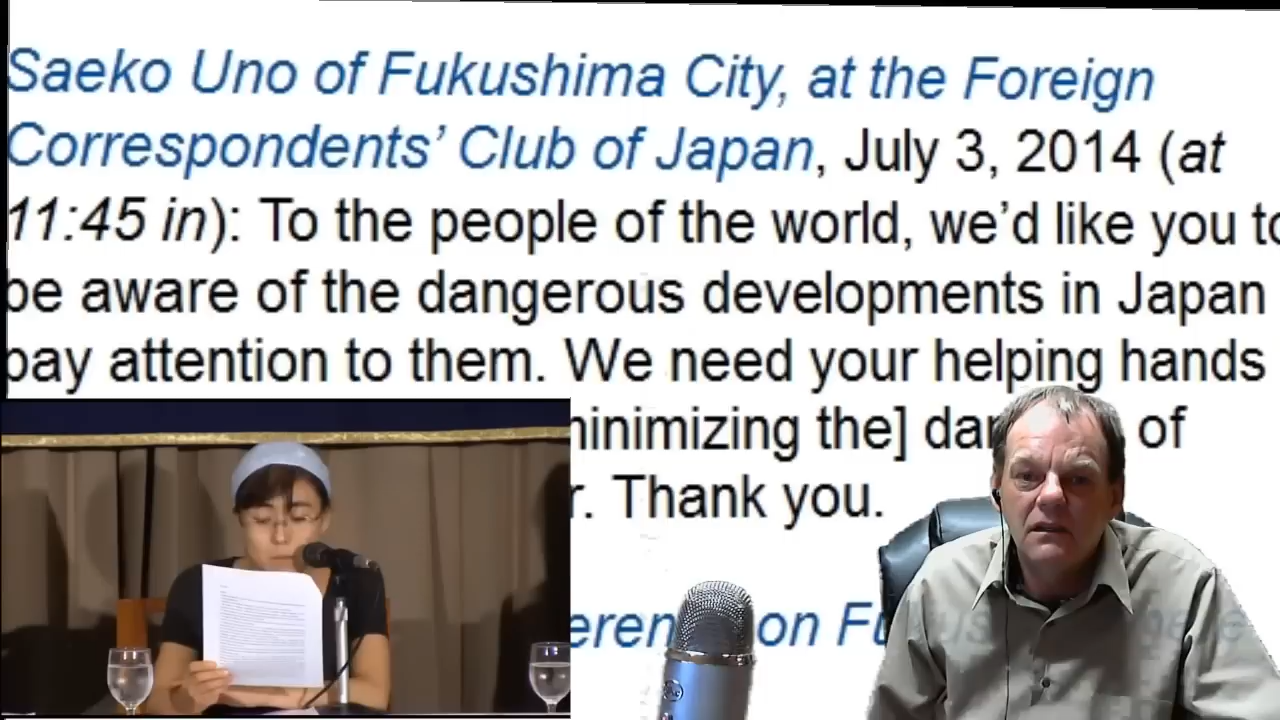 Saeko Uno of Fukushima City, at the Foreign
Correspondents' Club of Japan, July 3, 2014 (at
11:45 in): To the people of the world, we'd like you to
be aware of the dangerous developments in Japan
pay attention to them. We need your helping hands
the] of
Thank you.
on